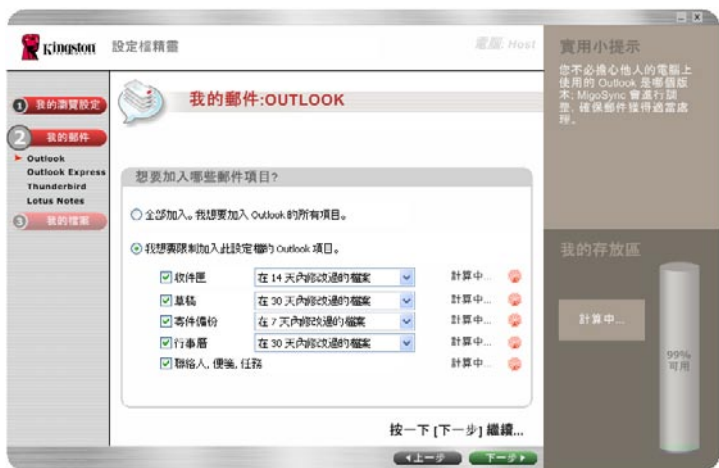 Kingston 設定檔精靈
電腦: Host
1 我的瀏覽設定
2 我的郵件
Outlook
Outlook Express
Thunderbird
Lotus Notes
3 我的檔案
我的郵件:OUTLOOK
想要加入哪些郵件項目?
全部加入。我想要加入 Outlook 的所有項目。
我想要限制加入此設定檔的 Outlook 項目。
收件匣 在 14 天內修改過的檔案 計算中...
草稿 在 30 天內修改過的檔案 計算中...
寄件備份 在 7 天內修改過的檔案 計算中...
行事曆 在 30 天內修改過的檔案 計算中...
聯絡人, 便箋, 任務 計算中...
按一下 [下一步] 繼續...
上一步 下一步
實用小提示
您不必擔心他人的電腦上
使用的 Outlook 是哪個版
本; MigoSync 會進行調
整, 確保郵件獲得適當處
理。
我的存放區
計算中...
99%
可用